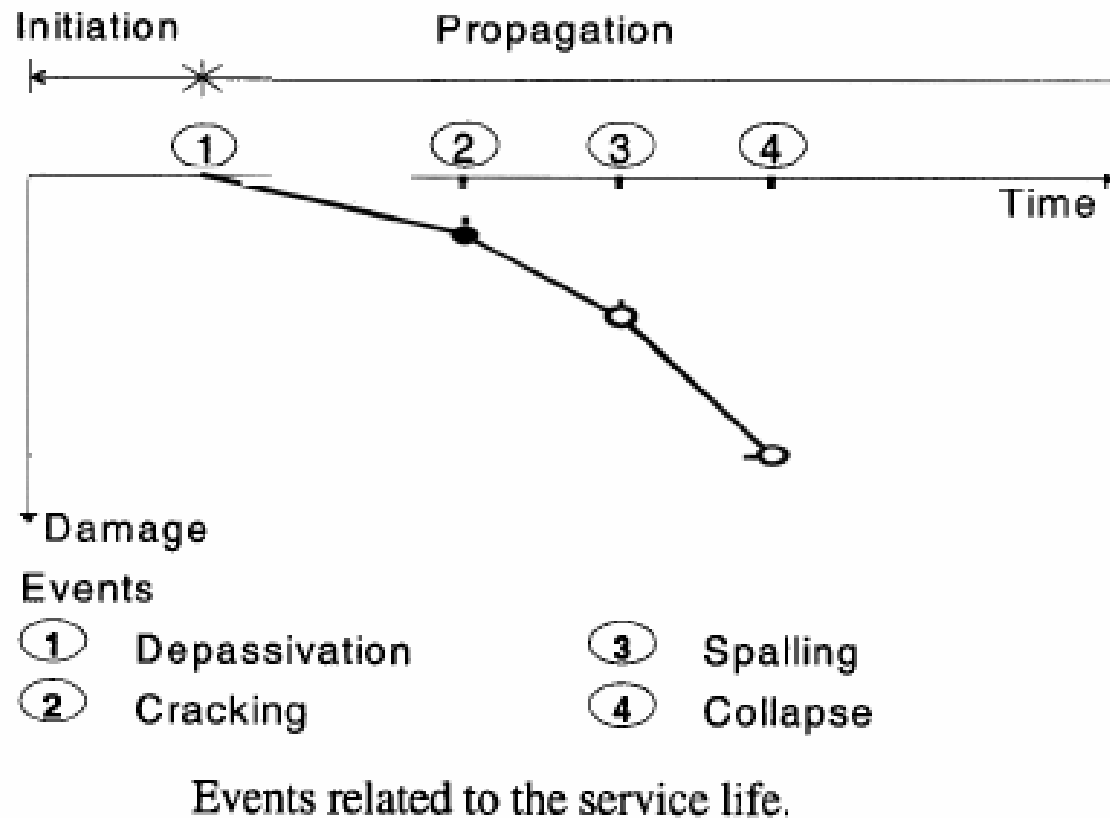 Initiation Propagation
1 2 3 4
Time
Damage
Events
1 Depassivation 3 Spalling
2 Cracking 4 Collapse
Events related to the service life.